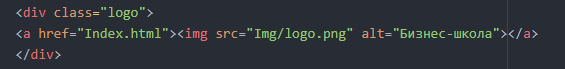 <div class="logo">
<a href="Index.html"><img src="Img/logo.png" alt="Бизнес-школа"></a>
</div>